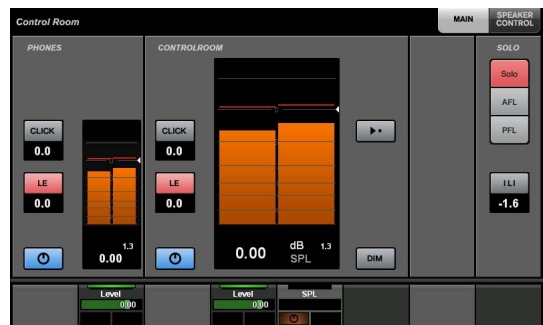 Control Room
MAIN
SPEAKER
CONTROL
PHONES
CLICK
0.0
LE
0.0
1.3
0.00
CONTROLROOM
CLICK
0.0
LE
0.0
0.00
dB
SPL
1.3
DIM
SOLO
Solo
AFL
PFL
ILI
-1.6
Level
0.00
Level
0.00
SPL